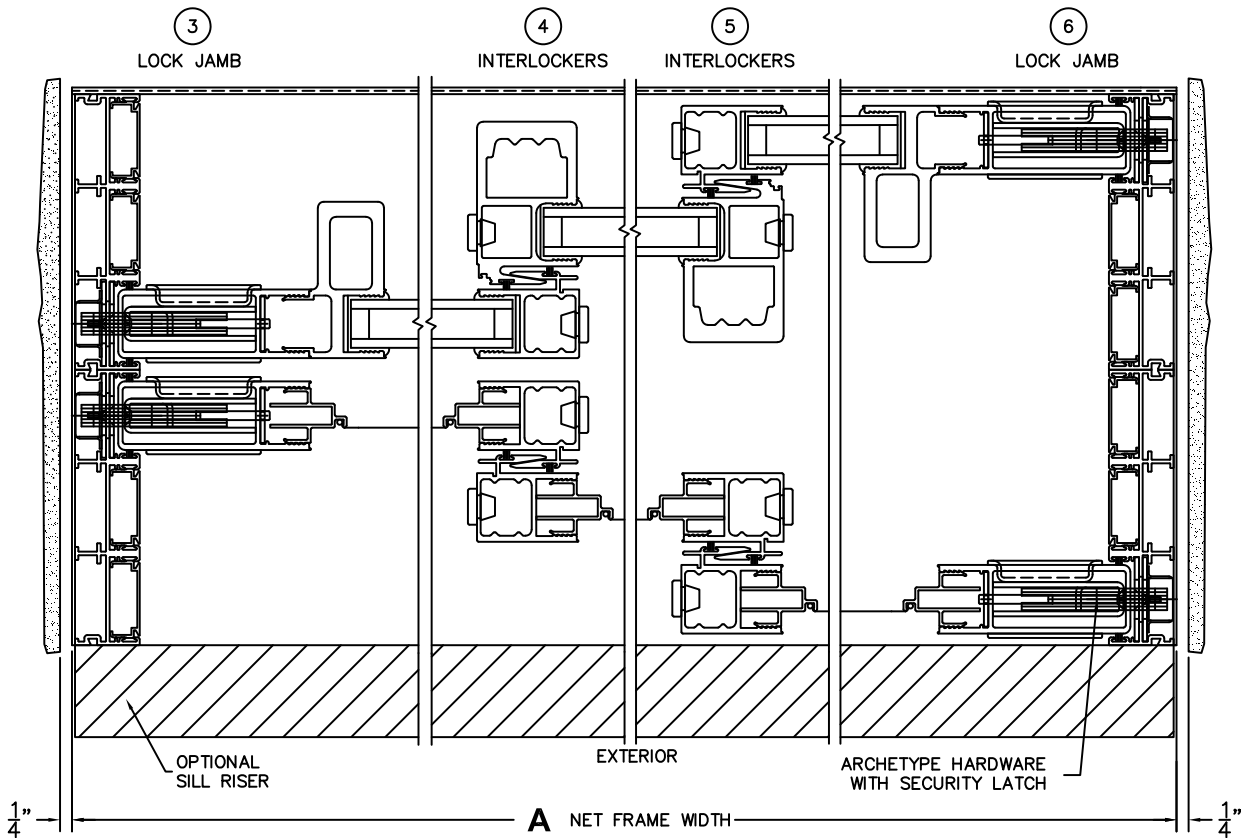 3
LOCK JAMB
4
INTERLOCKERS
5
INTERLOCKERS
6
LOCK JAMB
OPTIONAL
SILL RISER
EXTERIOR
ARCHETYPE HARDWARE
WITH SECURITY LATCH
1/4"
A NET FRAME WIDTH
1/4"